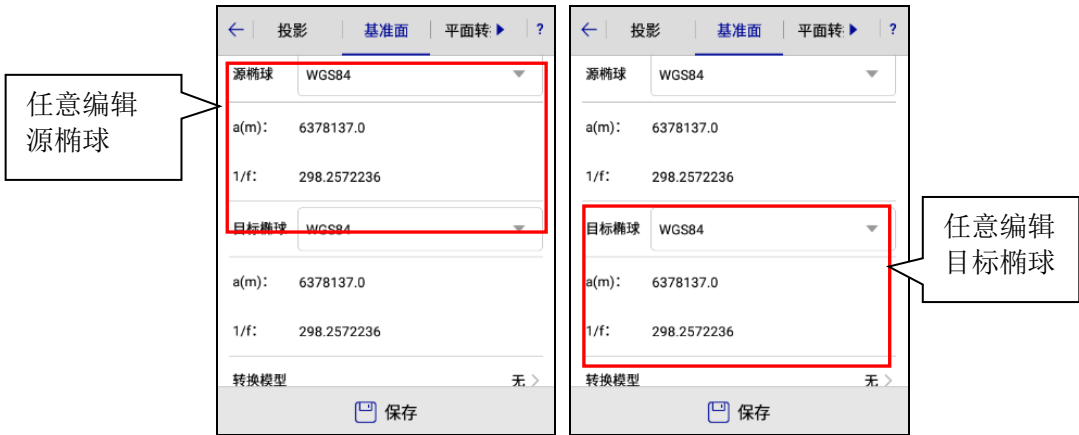 任意编辑
源椭球
投影 基准面 平面转 ?
源椭球 WGS84
a(m): 6378137.0
1/f: 298.2572236
目标椭球 WGS84
a(m): 6378137.0
1/f: 298.2572236
转换模型 无
保存
投影 基准面 平面转 ?
源椭球 WGS84
a(m): 6378137.0
1/f: 298.2572236
目标椭球 WGS84
a(m): 6378137.0
1/f: 298.2572236
转换模型 无
保存
任意编辑
目标椭球